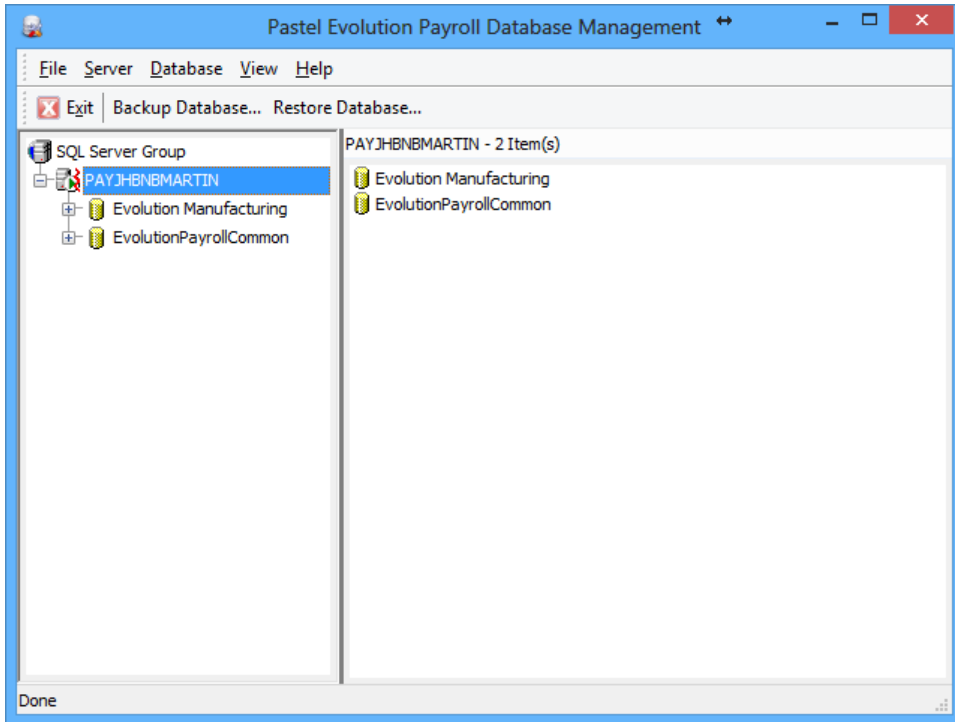 Pastel Evolution Payroll Database Management
File Server Database View Help
Exit Backup Database... Restore Database...
SQL Server Group
PAYJHBNBMARTIN
Evolution Manufacturing
EvolutionPayrollCommon
PAYJHBNBMARTIN - 2 Item(s)
Evolution Manufacturing
EvolutionPayrollCommon
Done